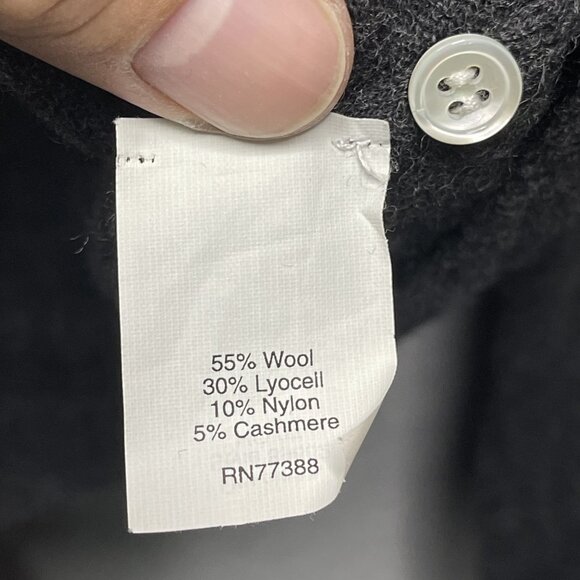 55% Wool
30% Lyocell
10% Nylon
5% Cashmere
RN77388